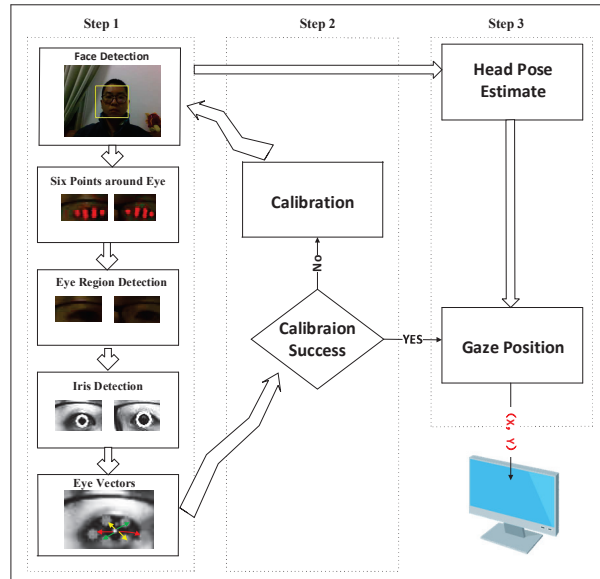 Step 1
Face Detection
Six Points around Eye
Eye Region Detection
Iris Detection
Eye Vectors
Step 2
Calibration
No
Calibraion
Success
YES
Step 3
Head Pose
Estimate
Gaze Position
(X, Y)